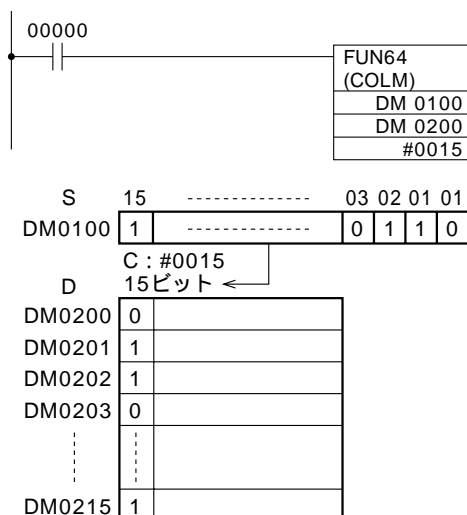 00000
FUN64
(COLM)
DM 0100
DM 0200
#0015
S 15 03 02 01 01
DM0100 1 0 1 1 0
C : #0015
D 15ビット
DM0200 0
DM0201 1
DM0202 1
DM0203 0
DM0215 1